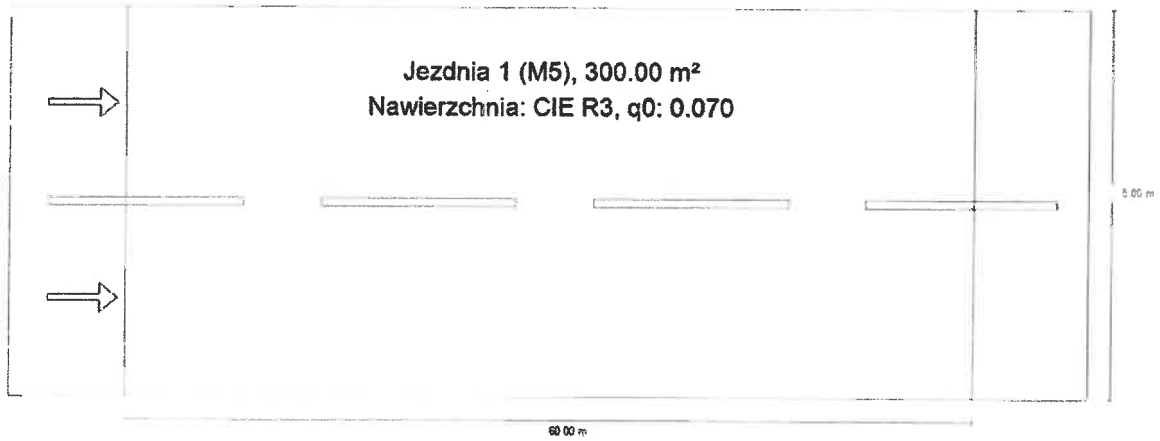 Jezdnia 1 (M5), 300.00 m²
Nawierzchnia: CIE R3, q0: 0.070
5.00 m
60.00 m